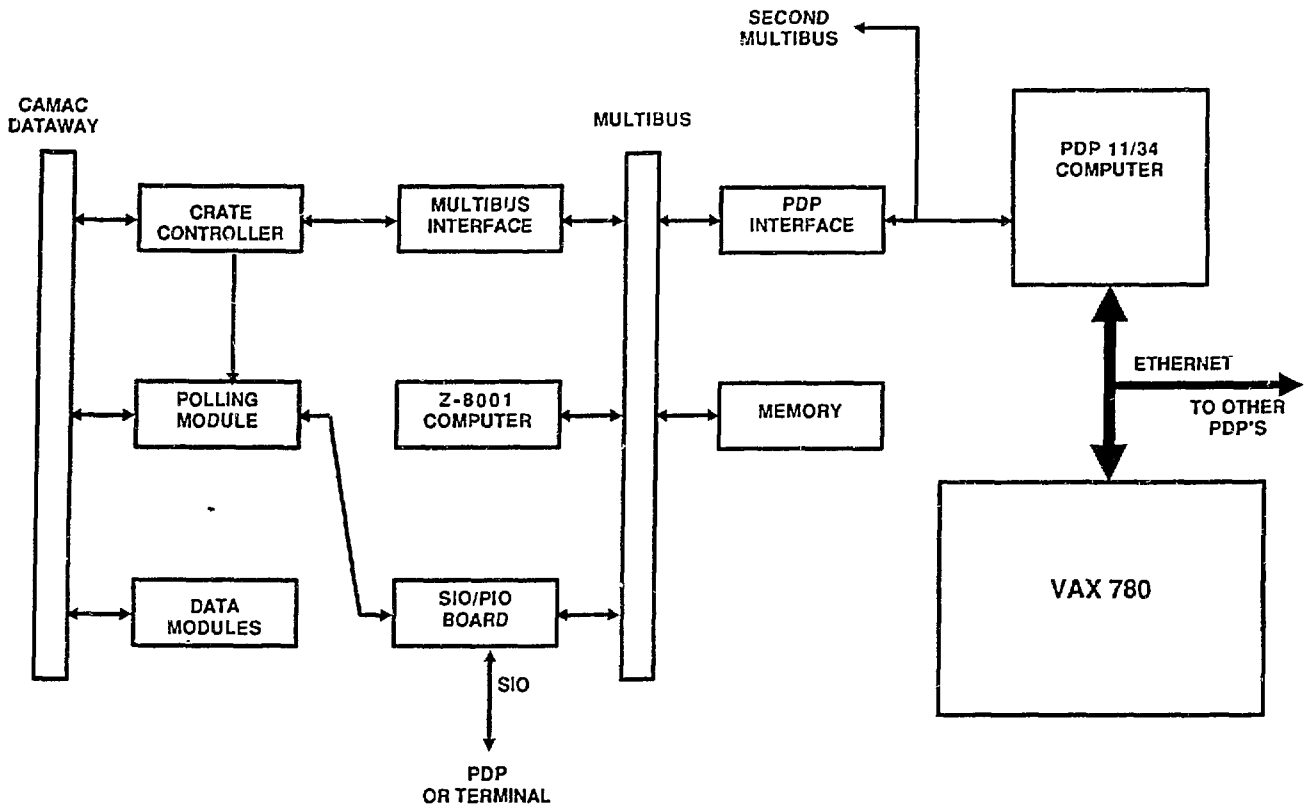 SECOND
MULTIBUS
CAMAC
DATAWAY
MULTIBUS
PDP 11/34
COMPUTER
CRATE
CONTROLLER
MULTIBUS
INTERFACE
PDP
INTERFACE
ETHERNET
TO OTHER
PDP'S
POLLING
MODULE
Z-8001
COMPUTER
MEMORY
VAX 780
DATA
MODULES
SIO/PIO
BOARD
SIO
PDP
OR TERMINAL